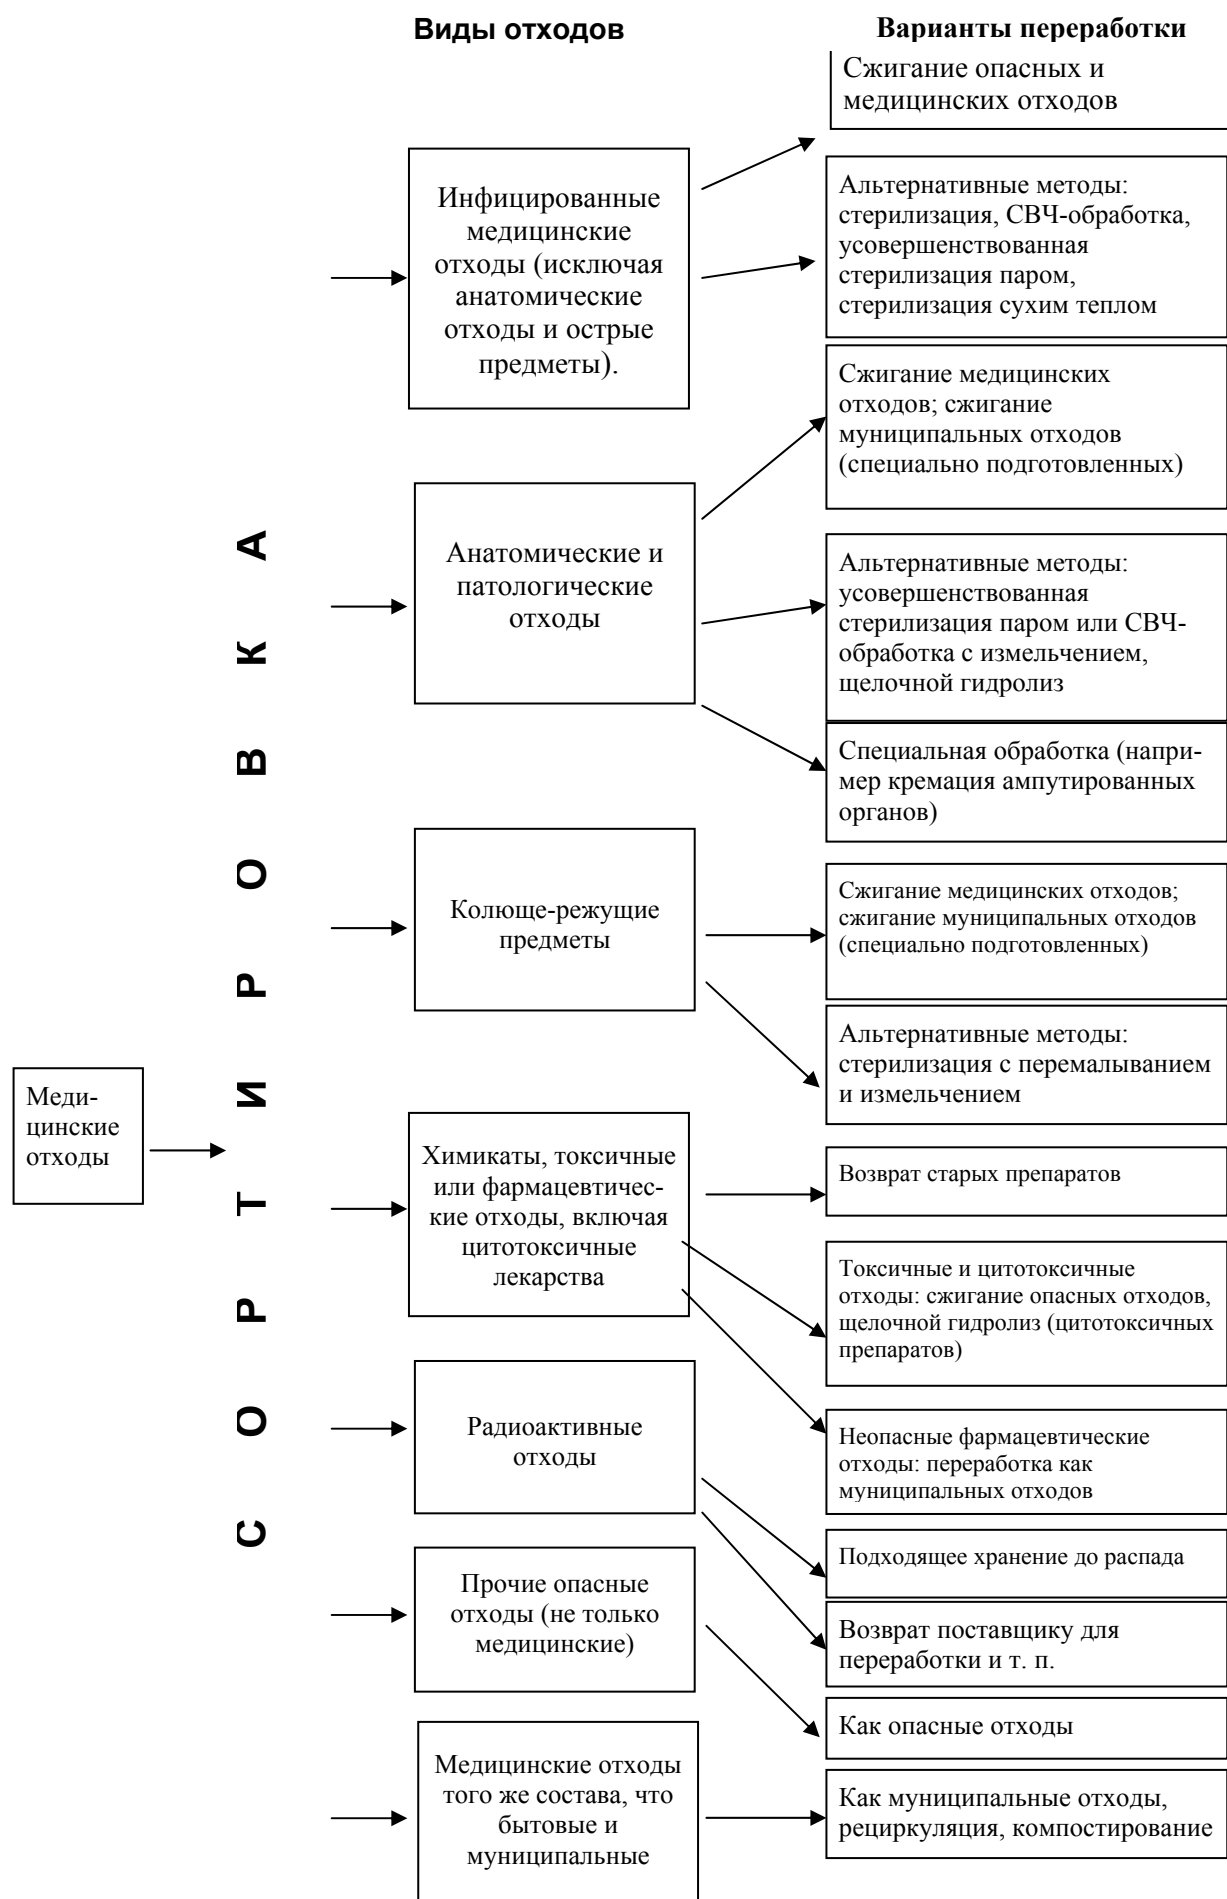 Виды отходов
Варианты переработки
Сжигание опасных и
медицинских отходов
Инфицированные
медицинские
отходы (исключая
анатомические
отходы и острые
предметы).
Альтернативные методы:
стерилизация, СВЧ-обработка,
усовершенствованная
стерилизация паром,
стерилизация сухим теплом
Сжигание медицинских
отходов; сжигание
муниципальных отходов
(специально подготовленных)
Анатомические и
патологические
отходы
Альтернативные методы:
усовершенствованная
стерилизация паром или СВЧ-
обработка с измельчением,
щелочной гидролиз
Специальная обработка (напри-
мер кремация ампутированных
органов)
Колюще-режущие
предметы
Сжигание медицинских отходов;
сжигание муниципальных отходов
(специально подготовленных)
Альтернативные методы:
стерилизация с перемалыванием
и измельчением
Меди-
цинские
отходы
С О Р Т И Р О В К А
Химикаты, токсичные
или фармацевтичес-
кие отходы, включая
цитотоксичные
лекарства
Возврат старых препаратов
Токсичные и цитотоксичные
отходы: сжигание опасных отходов,
щелочной гидролиз (цитотоксичных
препаратов)
Неопасные фармацевтические
отходы: переработка как
муниципальных отходов
Радиоактивные
отходы
Подходящее хранение до распада
Возврат поставщику для
переработки и т. п.
Прочие опасные
отходы (не только
медицинские)
Как опасные отходы
Медицинские отходы
того же состава, что
бытовые и
муниципальные
Как муниципальные отходы,
рециркуляция, компостирование